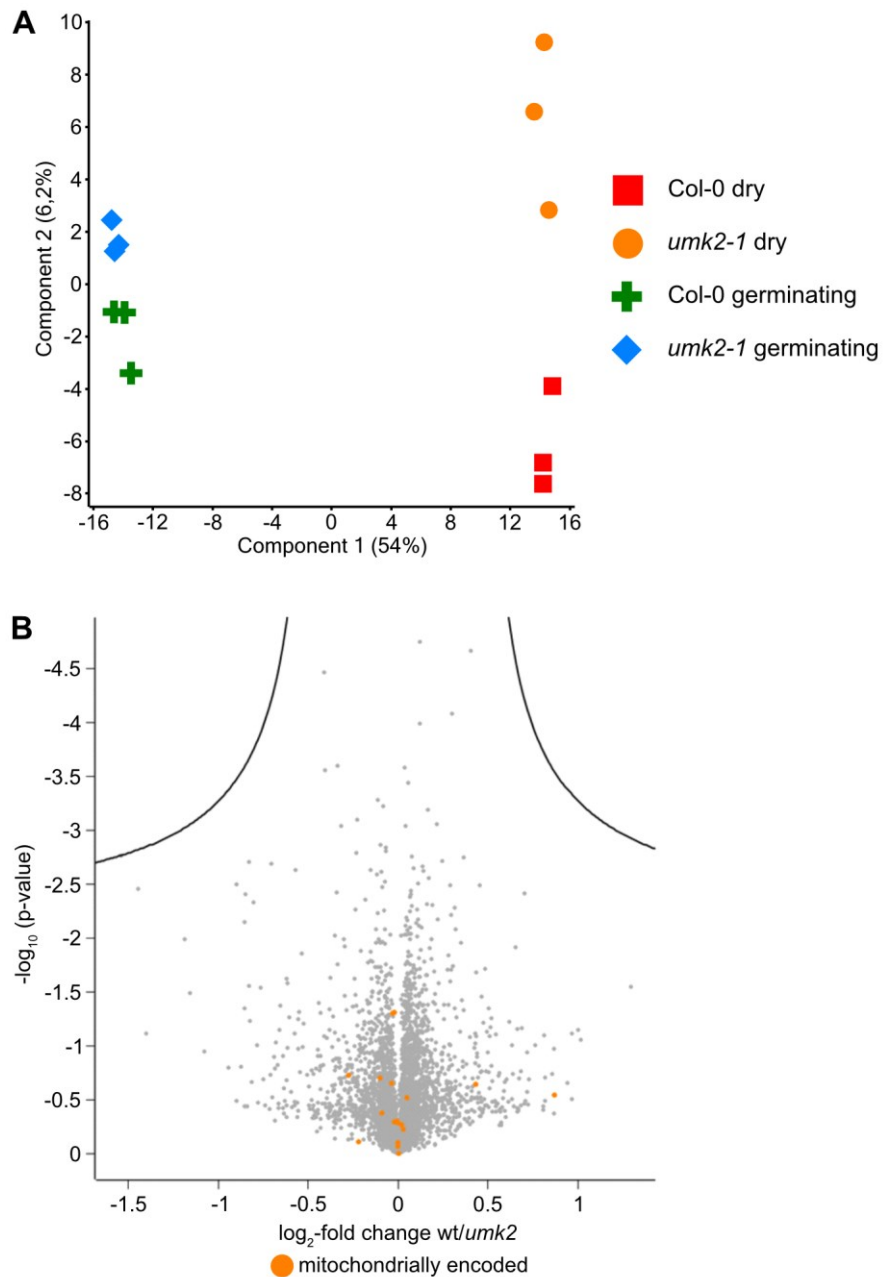 A
10
8
6
4
2
0
-2
-4
-6
-8
Component 2 (6,2%)
-16 -12 -8 -4 0 4 8 12 16
Component 1 (54%)
Col-0 dry
umk2-1 dry
Col-0 germinating
umk2-1 germinating
B
-4.5
-4
-3.5
-3
-2.5
-2
-1.5
-1
-0.5
0
-log₁₀ (p-value)
-1.5 -1 -0.5 0 0.5 1
log₂-fold change wt/umk2
mitochondrially encoded